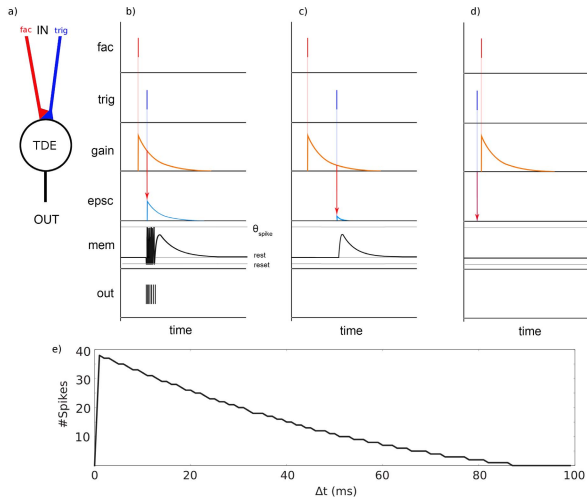 a)
b)
c)
d)
fac IN trig
TDE
OUT
fac
trig
gain
epsc
mem
out
θspike
rest
reset
time
time
time
e)
#Spikes
40
30
20
10
0
0
20
40
60
80
100
Δt (ms)